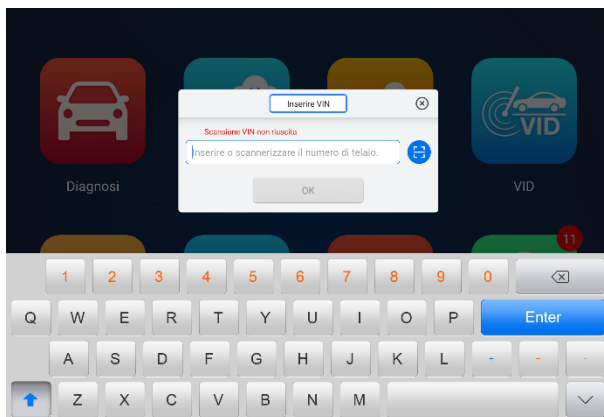 Inserire VIN
Scansione VIN non riuscita
Inserire o scannerizzare il numero di telaio.
OK
VID
Diagnosi
VID
11
1 2 3 4 5 6 7 8 9 0
Q W E R T Y U I O P Enter
A S D F G H J K L + -
Z X C V B N M